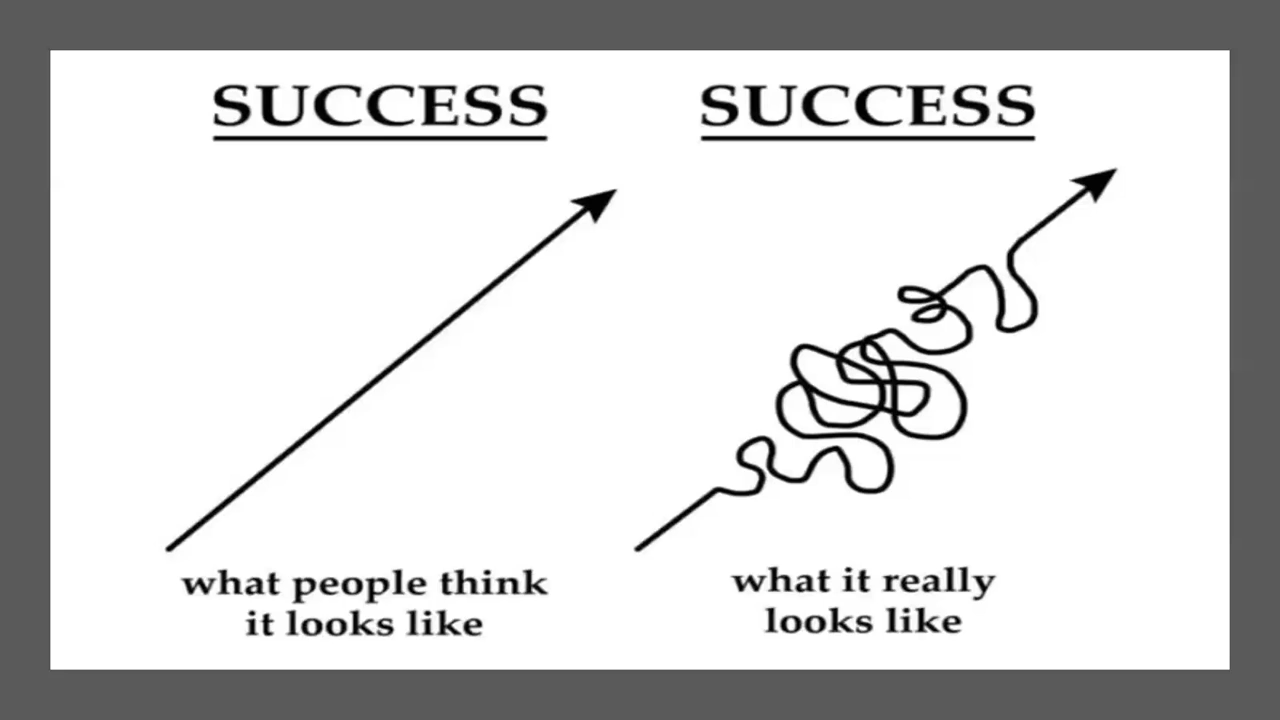 SUCCESS
what people think
it looks like
SUCCESS
what it really
looks like